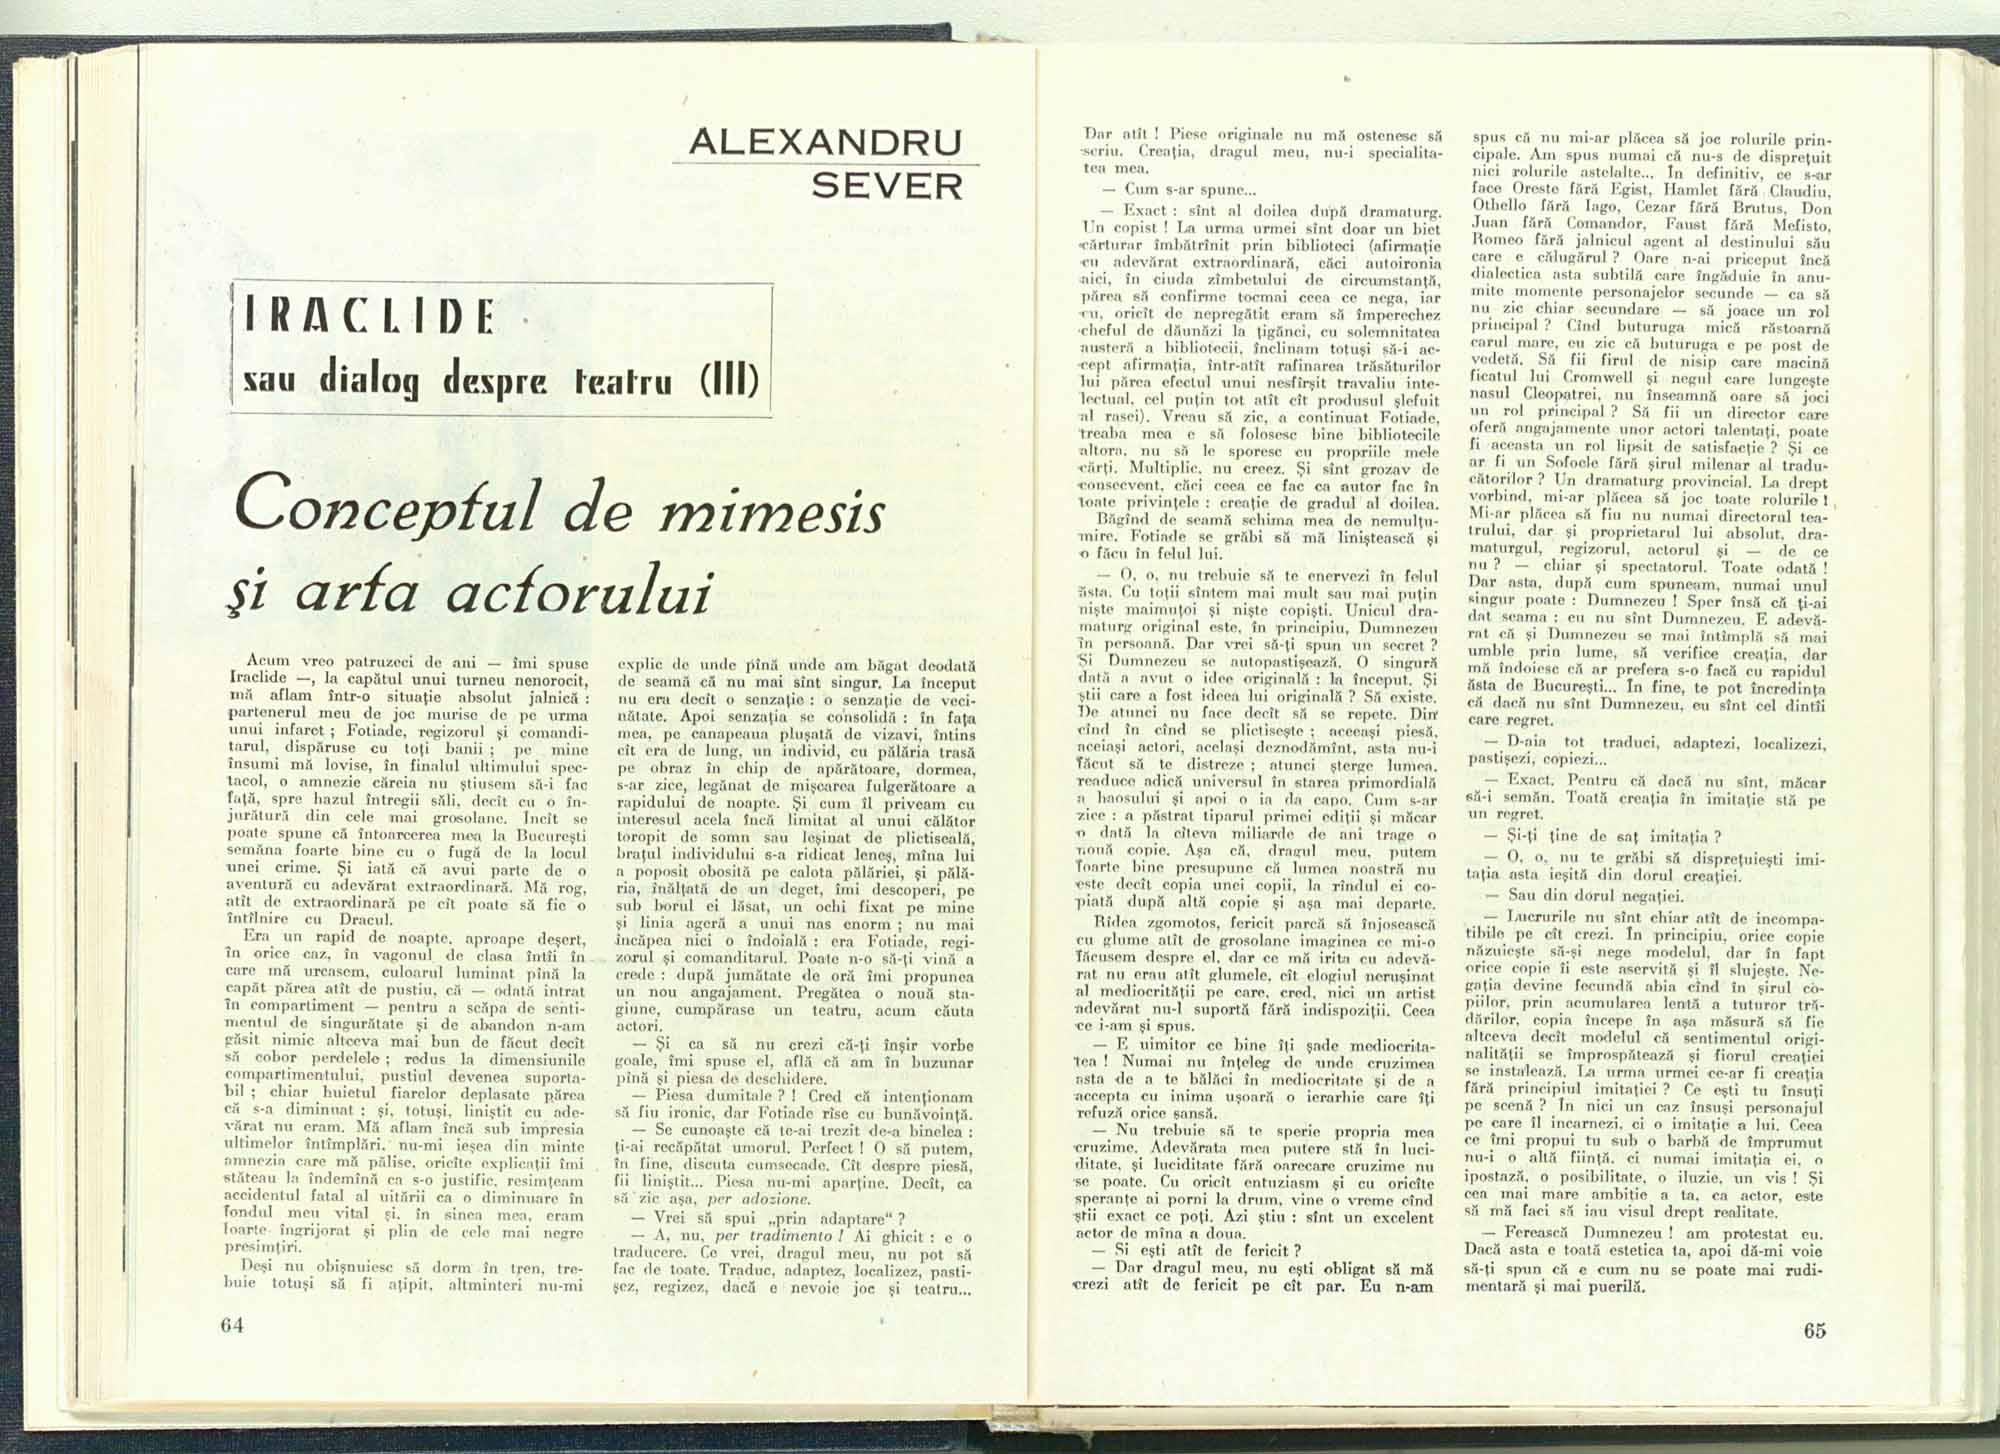 ALEXANDRU
SEVER
IRACLIDE
sau dialog despre teatru (III)
Conceptul de mimesis
şi arta actorului
Acum vreo patruzeci de ani — îmi spuse
Iraclide —, la capătul unui turneu nenorocit,
mă aflam într-o situaţie absolut jalnică :
partenerul meu de joc murise de pe urma
unui infarct ; Fotiade, regizorul şi comandi-
tarul, dispăruse cu toţi banii ; pe mine
însumi mă lovise, în finalul ultimului spec-
tacol, o amnezie căreia nu ştiusem să-i fac
faţă, spre hazul întregii săli, decît cu o în-
jurătură din cele mai grosolane. Incît se
poate spune că întoarcerea mea la Bucureşti
semăna foarte bine cu o fugă de la locul
unei crime. Şi iată că avui parte de o
aventură cu adevărat extraordinară. Mă rog,
atît de extraordinară pe cît poate să fie o
întîlnire cu Dracul.
Era un rapid de noapte, aproape deşert,
în orice caz, în vagonul de clasa întîi în
care mă urcasem, culoarul luminat pînă la
capăt părea atît de pustiu, că — odată intrat
în compartiment — pentru a scăpa de senti-
mentul de singurătate şi de abandon n-am
găsit nimic altceva mai bun de făcut decît
să cobor perdelele ; redus la dimensiunile
compartimentului, pustiul devenea suporta-
bil ; chiar huietul fiarelor deplasate părea
că s-a diminuat : şi, totuşi, liniştit cu ade-
vărat nu eram. Mă aflam încă sub impresia
ultimelor întîmplări, nu-mi ieşea din minte
amnezia care mă pălise, oricîte explicaţii îmi
stăteau la îndemînă ca s-o justific, resimţeam
accidentul fatal al uitării ca o diminuare în
fondul meu vital şi, în sinea mea, eram
foarte îngrijorat şi plin de cele mai negre
presimţiri.
Deşi nu obişnuiesc să dorm în tren, tre-
buie totuşi să fi aţipit, altminteri nu-mi
explic de unde pînă unde am băgat deodată
de seamă că nu mai sînt singur. La început
nu era decît o senzaţie : o senzaţie de veci-
nătate. Apoi senzaţia se consolidă : în faţa
mea, pe canapeaua pluşată de vizavi, întins
cît era de lung, un individ, cu pălăria trasă
pe obraz în chip de apărătoare, dormea,
s-ar zice, legănat de mişcarea fulgerătoare a
rapidului de noapte. Şi cum îl priveam cu
interesul acela încă limitat al unui călător
toropit de somn sau leşinat de plictiseală,
braţul individului s-a ridicat leneş, mîna lui
a poposit obosită pe calota pălăriei, şi pălă-
ria, înălţată de un deget, îmi descoperi, pe
sub borul ei lăsat, un ochi fixat pe mine
şi linia ageră a unui nas enorm ; nu mai
încăpea nici o îndoială : era Fotiade, regi-
zorul şi comanditarul. Poate n-o să-ţi vină a
crede : după jumătate de oră îmi propunea
un nou angajament. Pregătea o nouă sta-
giune, cumpărase un teatru, acum căuta
actori.
— Şi ca să nu crezi că-ţi înşir vorbe
goale, îmi spuse el, află că am în buzunar
pînă şi piesa de deschidere.
— Piesa dumitale ? ! Cred că intenţionam
să fiu ironic, dar Fotiade rîse cu bunăvoinţă.
— Se cunoaşte că te-ai trezit de-a binelea :
ţi-ai recăpătat umorul. Perfect ! O să putem,
în fine, discuta cumsecade. Cît despre piesă,
fii liniştit... Piesa nu-mi aparţine. Decît, ca
să zic aşa, per adozione.
— Vrei să spui „prin adaptare“ ?
— A, nu, per tradimento ! Ai ghicit : e o
traducere. Ce vrei, dragul meu, nu pot să
fac de toate. Traduc, adaptez, localizez, pasti-
şez, regizez, dacă e nevoie joc şi teatru...
64
Dar atît ! Piese originale nu mă ostenesc să
scriu. Creaţia, dragul meu, nu-i specialita-
tea mea.
— Cum s-ar spune...
— Exact : sînt al doilea după dramaturg.
Un copist ! La urma urmei sînt doar un biet
cărturar îmbătrînit prin biblioteci (afirmaţie
cu adevărat extraordinară, căci autoironia
aici, în ciuda zîmbetului de circumstanţă,
părea să confirme tocmai ceea ce nega, iar
eu, oricît de nepregătit eram să împerechez
cheful de dăunăzi la ţigănci, cu solemnitatea
austeră a bibliotecii, înclinam totuşi să-i ac-
cept afirmaţia, într-atît rafinarea trăsăturilor
lui părea efectul unui nesfîrşit travaliu inte-
lectual, cel puţin tot atît cît produsul şlefuit
al rasei). Vreau să zic, a continuat Fotiade,
treaba mea e să folosesc bine bibliotecile
altora, nu să le sporesc cu propriile mele
cărţi. Multiplic, nu creez. Şi sînt grozav de
consecvent, căci ceea ce fac ca autor fac în
toate privinţele : creaţie de gradul al doilea.
Băgînd de seamă schima mea de nemulţu-
mire, Fotiade se grăbi să mă liniştească şi
o făcu în felul lui.
— O, o, nu trebuie să te enervezi în felul
ăsta. Cu toţii sîntem mai mult sau mai puţin
nişte maimuţoi şi nişte copişti. Unicul dra-
maturg original este, în principiu, Dumnezeu
în persoană. Dar vrei să-ţi spun un secret ?
Şi Dumnezeu se autopastişează. O singură
dată a avut o idee originală : la început. Şi
ştii care a fost ideea lui originală ? Să existe.
De atunci nu face decît să se repete. Din
cînd în cînd se plictiseşte ; aceeaşi piesă,
aceiaşi actori, acelaşi deznodămînt, asta nu-i
făcut să te distreze ; atunci şterge lumea,
readuce adică universul în starea primordială
a haosului şi apoi o ia da capo. Cum s-ar
zice : a păstrat tiparul primei ediţii şi măcar
o dată la cîteva miliarde de ani trage o
nouă copie. Aşa că, dragul meu, putem
foarte bine presupune că lumea noastră nu
este decît copia unei copii, la rîndul ei co-
piată după altă copie şi aşa mai departe.
Rîdea zgomotos, fericit parcă să înjosească
cu glume atît de grosolane imaginea ce mi-o
făcusem despre el, dar ce mă irita cu adevă-
rat nu erau atît glumele, cît elogiul neruşinat
al mediocrităţii pe care, cred, nici un artist
adevărat nu-l suportă fără indispoziţii. Ceea
ce i-am şi spus.
— E uimitor ce bine îţi şade mediocrita-
tea ! Numai nu înţeleg de unde cruzimea
asta de a te bălăci în mediocritate şi de a
accepta cu inima uşoară o ierarhie care îţi
refuză orice şansă.
— Nu trebuie să te sperie propria mea
cruzime. Adevărata mea putere stă în luci-
ditate, şi luciditate fără oarecare cruzime nu
se poate. Cu oricît entuziasm şi cu oricîte
speranţe ai porni la drum, vine o vreme cînd
ştii exact ce poţi. Azi ştiu : sînt un excelent
actor de mîna a doua.
— Şi eşti atît de fericit ?
— Dar dragul meu, nu eşti obligat să mă
crezi atît de fericit pe cît par. Eu n-am
spus că nu mi-ar plăcea să joc rolurile prin-
cipale. Am spus numai că nu-s de dispreţuit
nici rolurile astelalte... În definitiv, ce s-ar
face Oreste fără Egist, Hamlet fără Claudiu,
Othello fără Iago, Cezar fără Brutus, Don
Juan fără Comandor, Faust fără Mefisto,
Romeo fără jalnicul agent al destinului său
care e călugărul ? Oare n-ai priceput încă
dialectica asta subtilă care îngăduie în anu-
mite momente personajelor secunde — ca să
nu zic chiar secundare — să joace un rol
principal ? Cînd buturuga mică răstoarnă
carul mare, eu zic că buturuga e pe post de
vedetă. Să fii firul de nisip care macină
ficatul lui Cromwell şi negul care lungeşte
nasul Cleopatrei, nu înseamnă oare să joci
un rol principal ? Să fii un director care
oferă angajamente unor actori talentaţi, poate
fi aceasta un rol lipsit de satisfacţie ? Şi ce
ar fi un Sofocle fără şirul milenar al tradu-
cătorilor ? Un dramaturg provincial. La drept
vorbind, mi-ar plăcea să joc toate rolurile !
Mi-ar plăcea să fiu nu numai directorul tea-
trului, dar şi proprietarul lui absolut, dra-
maturgul, regizorul, actorul şi — de ce
nu ? — chiar şi spectatorul. Toate odată !
Dar asta, după cum spuneam, numai unul
singur poate : Dumnezeu ! Sper însă că ţi-ai
dat seama : eu nu sînt Dumnezeu. E adevă-
rat că şi Dumnezeu se mai întîmplă să mai
umble prin lume, să verifice creaţia, dar
mă îndoiesc că ar prefera s-o facă cu rapidul
ăsta de Bucureşti... In fine, te pot încredinţa
că dacă nu sînt Dumnezeu, eu sînt cel dintîi
care regret.
— D-aia tot traduci, adaptezi, localizezi,
pastişezi, copiezi...
— Exact. Pentru că dacă nu sînt, măcar
să-i semăn. Toată creaţia în imitaţie stă pe
un regret.
— Şi-ţi ţine de saţ imitaţia ?
— O, o, nu te grăbi să dispreţuieşti imi-
taţia asta ieşită din dorul creaţiei.
— Sau din dorul negaţiei.
— Lucrurile nu sînt chiar atît de incompa-
tibile pe cît crezi. In principiu, orice copie
năzuieşte să-şi nege modelul, dar în fapt
orice copie îi este aservită şi îl slujeşte. Ne-
gaţia devine fecundă abia cînd în şirul co-
piilor, prin acumularea lentă a tuturor tră-
dărilor, copia începe în aşa măsură să fie
altceva decît modelul că sentimentul origi-
nalităţii se împrospătează şi fiorul creaţiei
se instalează. La urma urmei ce-ar fi creaţia
fără principiul imitaţiei ? Ce eşti tu însuţi
pe scenă ? In nici un caz însuşi personajul
pe care îl incarnezi, ci o imitaţie a lui. Ceea
ce îmi propui tu sub o barbă de împrumut
nu-i o altă fiinţă, ci numai imitaţia ei, o
ipostază, o posibilitate, o iluzie, un vis ! Şi
cea mai mare ambiţie a ta, ca actor, este
să mă faci să iau visul drept realitate.
— Ferească Dumnezeu ! am protestat eu.
Dacă asta e toată estetica ta, apoi dă-mi voie
să-ţi spun că e cum nu se poate mai rudi-
mentară şi mai puerilă.
65